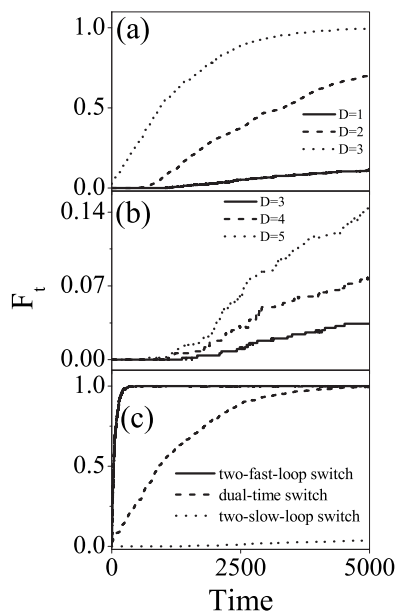 (a)
1.0
0.5
0.0
D=1
D=2
D=3
(b)
0.14
0.07
0.00
D=3
D=4
D=5
F t
(c)
1.0
0.5
0.0
two-fast-loop switch
dual-time switch
two-slow-loop switch
0 2500 5000
Time